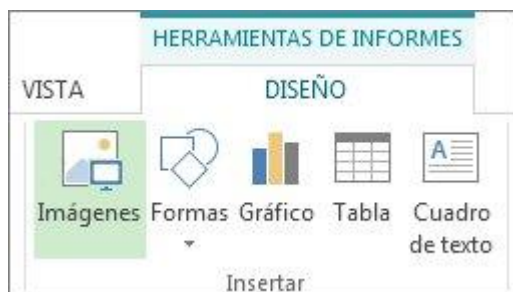 HERRAMIENTAS DE INFORMES
VISTA DISEÑO
Imágenes Formas Gráfico Tabla Cuadro de texto
Insertar